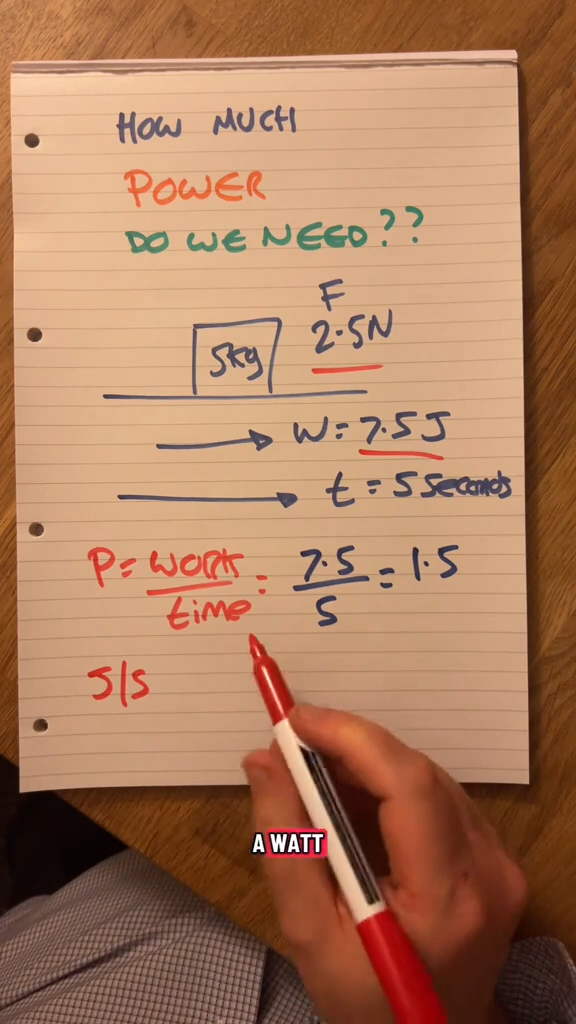 HOW MUCH
POWER
DO WE NEED??
F
5kg 2.5N
W = 7.5J
t = 5 Seconds
P = WORK / time = 7.5 / 5 = 1.5
J/S
A WATT